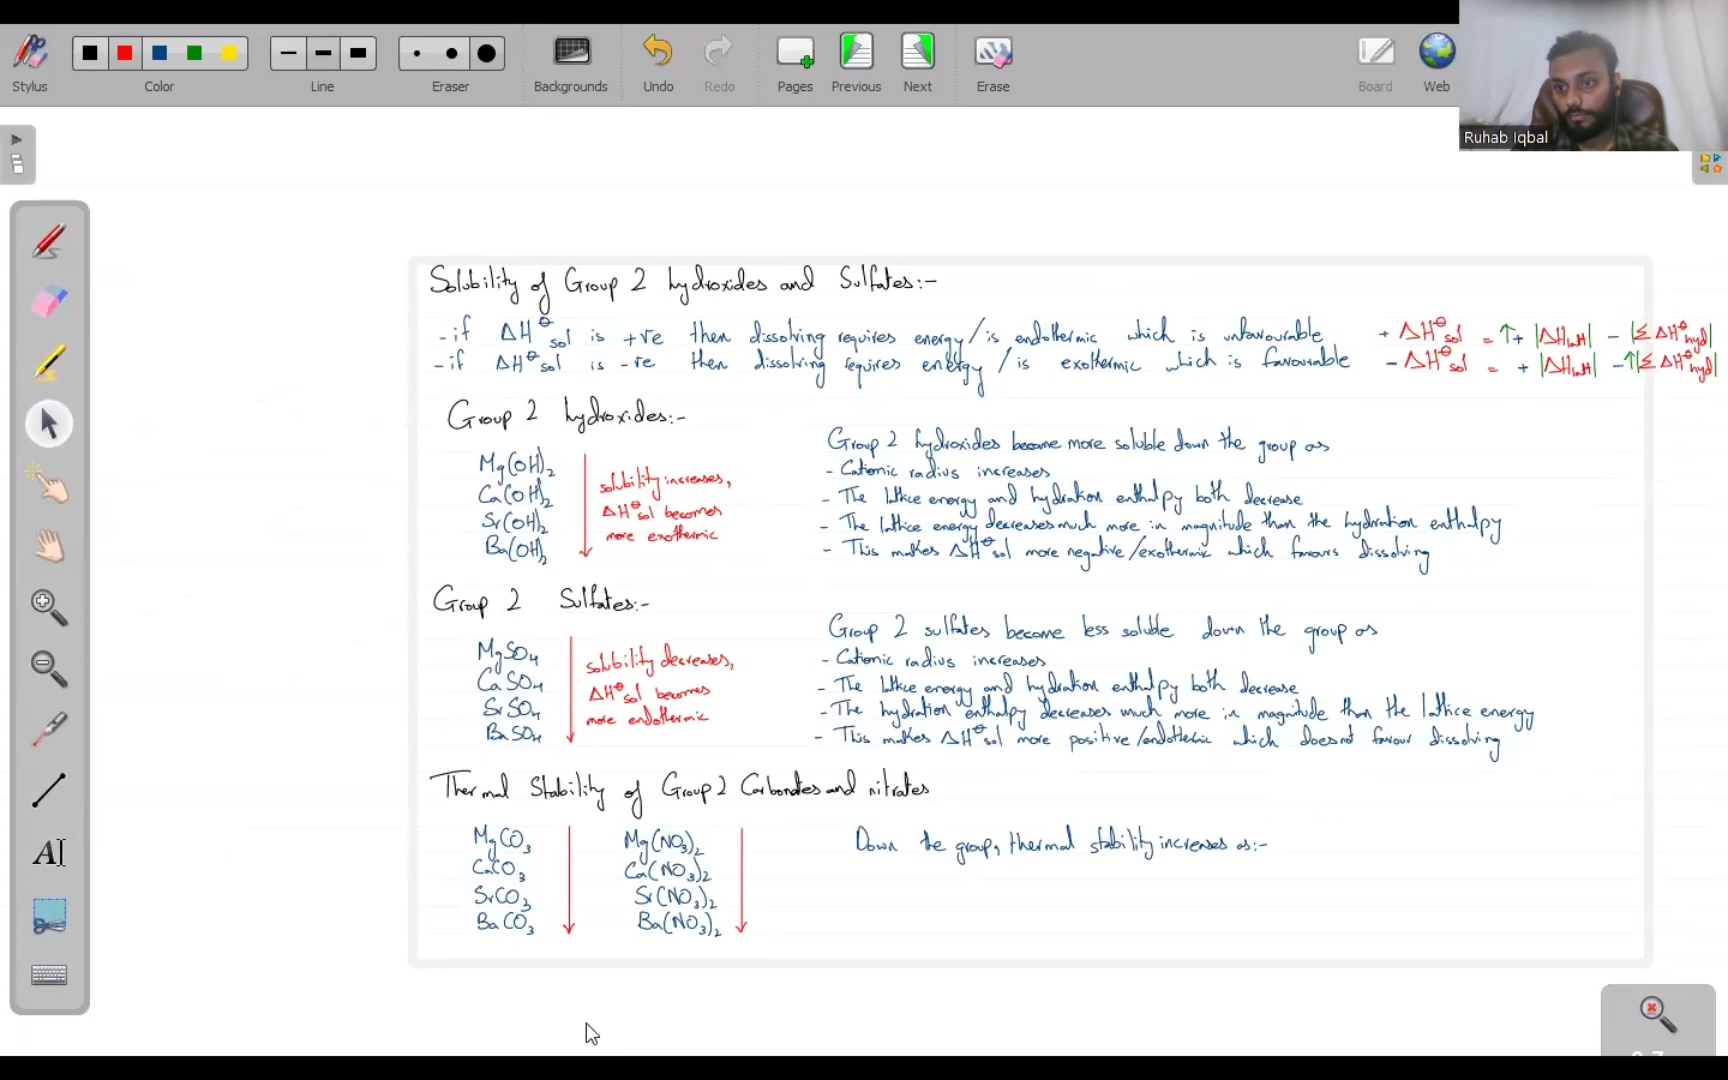 Stylus
Color
Line
Eraser
Backgrounds
Undo
Redo
Pages
Previous
Next
Erase
Board
Web
Ruhab Iqbal
Solubility of Group 2 hydroxides and Sulfates:-
- if ΔH⦵sol is +ve then dissolving requires energy / is endothermic which is unfavourable + ΔH⦵sol = ↑+ |ΔHlatt| - |≤ ΔH⦵hyd|
- if ΔH⦵sol is -ve then dissolving requires energy / is exothermic which is favourable - ΔH⦵sol = + |ΔHlatt| - ↑|≤ ΔH⦵hyd|
Group 2 hydroxides:-
Mg(OH)2
Ca(OH)2
Sr(OH)2
Ba(OH)2
solubility increases,
ΔH⦵sol becomes
more exothermic
Group 2 hydroxides become more soluble down the group as
- Cationic radius increases
- The lattice energy and hydration enthalpy both decrease
- The lattice energy decreases much more in magnitude than the hydration enthalpy
- This makes ΔH⦵sol more negative/exothermic which favours dissolving
Group 2 Sulfates:-
MgSO4
CaSO4
SrSO4
BaSO4
solubility decreases,
ΔH⦵sol becomes
more endothermic
Group 2 sulfates become less soluble down the group as
- Cationic radius increases
- The lattice energy and hydration enthalpy both decrease
- The hydration enthalpy decreases much more in magnitude than the lattice energy
- This makes ΔH⦵sol more positive/endothermic which doesnot favour dissolving
Thermal Stability of Group 2 Carbonates and nitrates
MgCO3
CaCO3
SrCO3
BaCO3
Mg(NO3)2
Ca(NO3)2
Sr(NO3)2
Ba(NO3)2
Down the group, thermal stability increases as:-